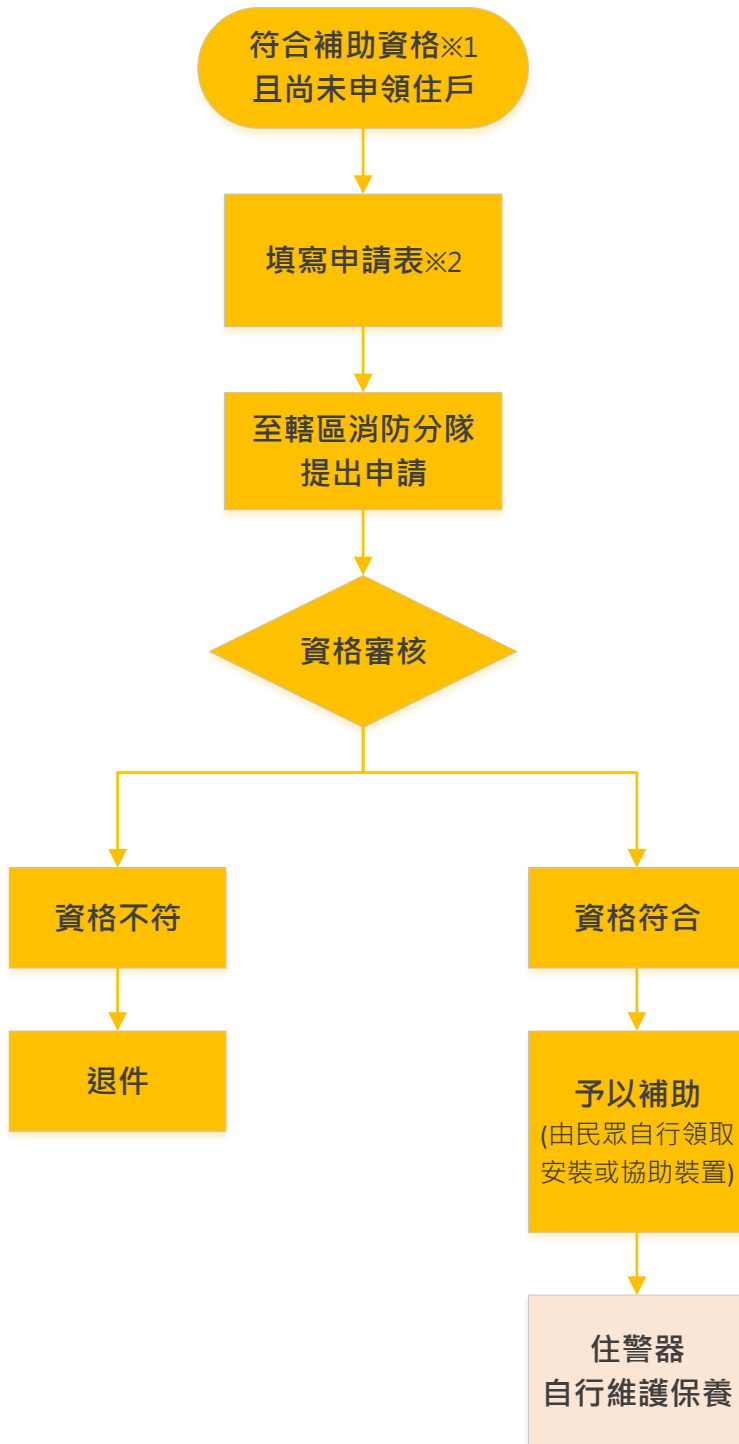 符合補助資格※1
且尚未申領住戶
填寫申請表※2
至轄區消防分隊
提出申請
資格審核
資格不符
資格符合
退件
予以補助
(由民眾自行領取
安裝或協助裝置)
住警器
自行維護保養